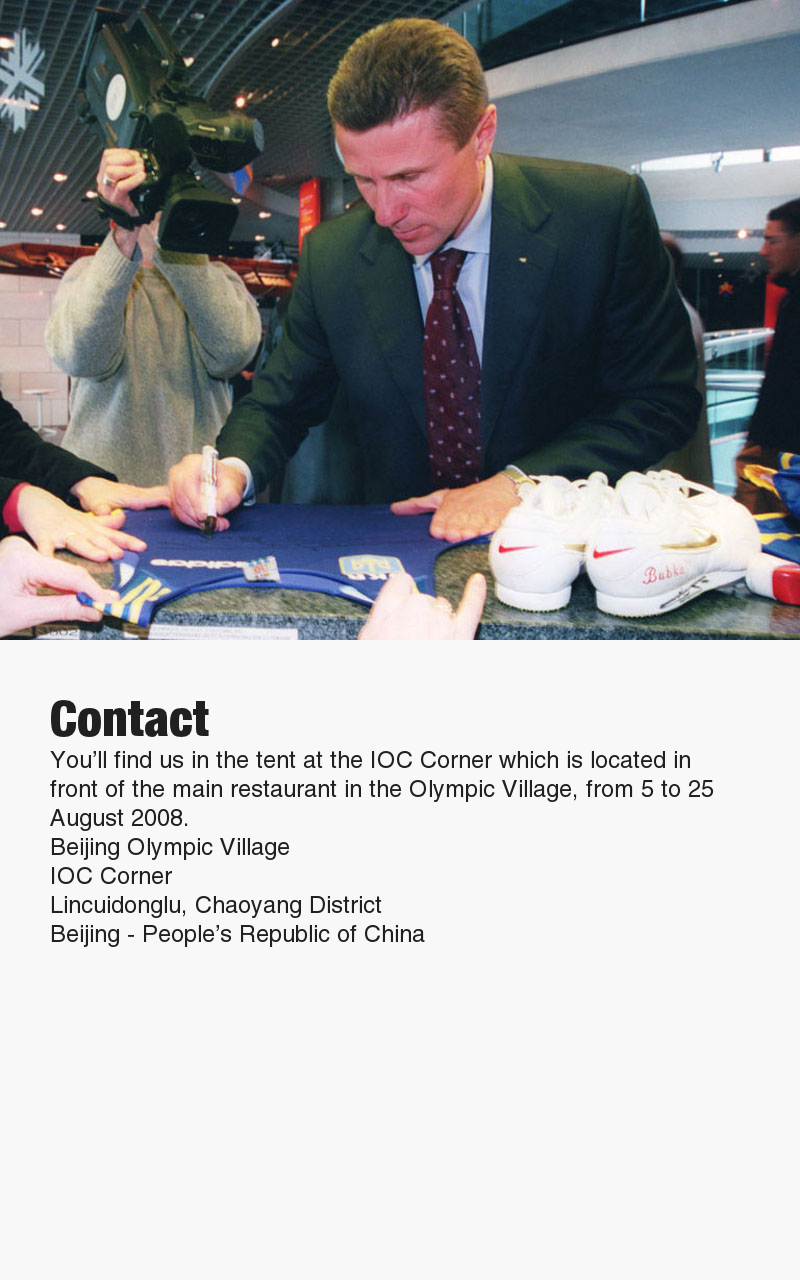 adidas
Bubka
Contact
You’ll find us in the tent at the IOC Corner which is located in
front of the main restaurant in the Olympic Village, from 5 to 25
August 2008.
Beijing Olympic Village
IOC Corner
Lincuidonglu, Chaoyang District
Beijing - People’s Republic of China